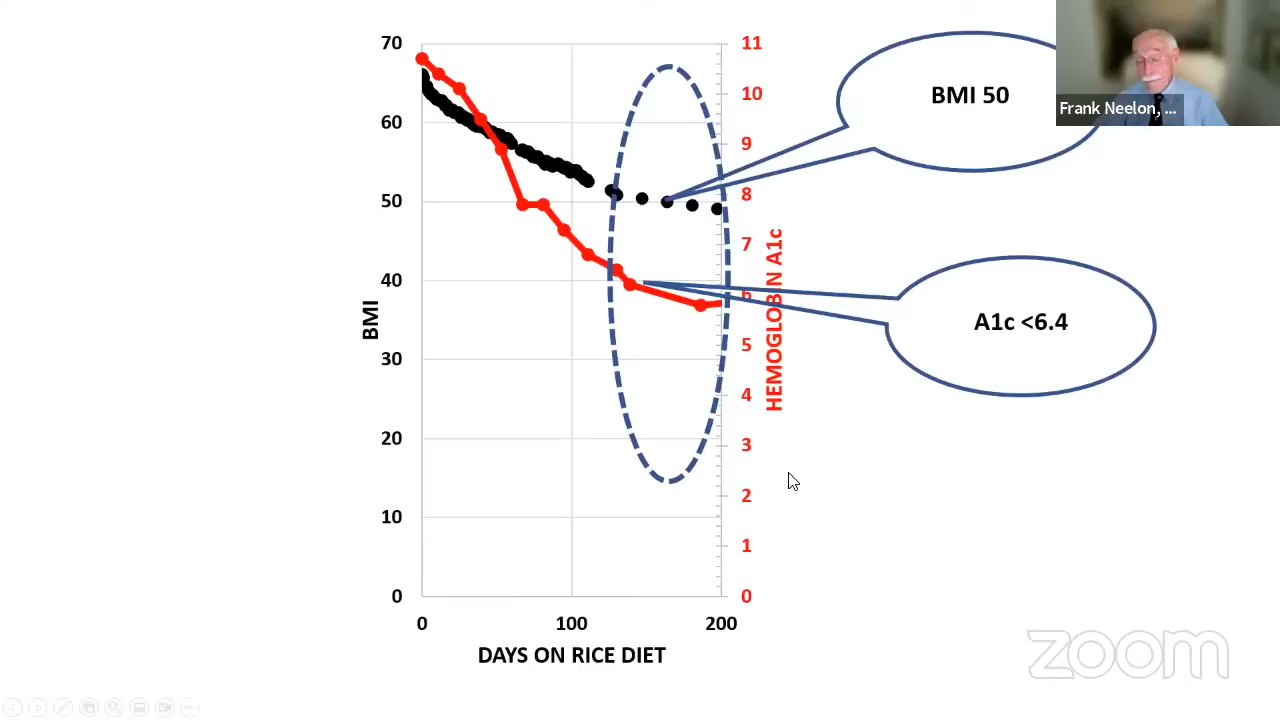 70
60
50
40
30
20
10
0
BMI
11
10
9
8
7
6
5
4
3
2
1
0
HEMOGLOBIN A1c
0 100 200
DAYS ON RICE DIET
BMI 50
A1c <6.4
Frank Neelon, ...
zoom